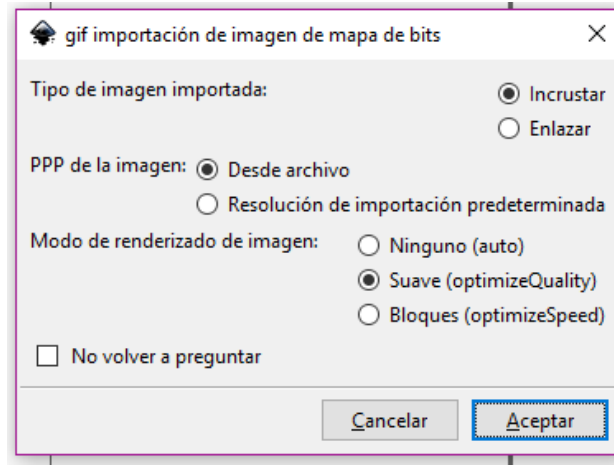 gif importación de imagen de mapa de bits
Tipo de imagen importada:
Incrustar
Enlazar
PPP de la imagen:
Desde archivo
Resolución de importación predeterminada
Modo de renderizado de imagen:
Ninguno (auto)
Suave (optimizeQuality)
Bloques (optimizeSpeed)
No volver a preguntar
Cancelar
Aceptar